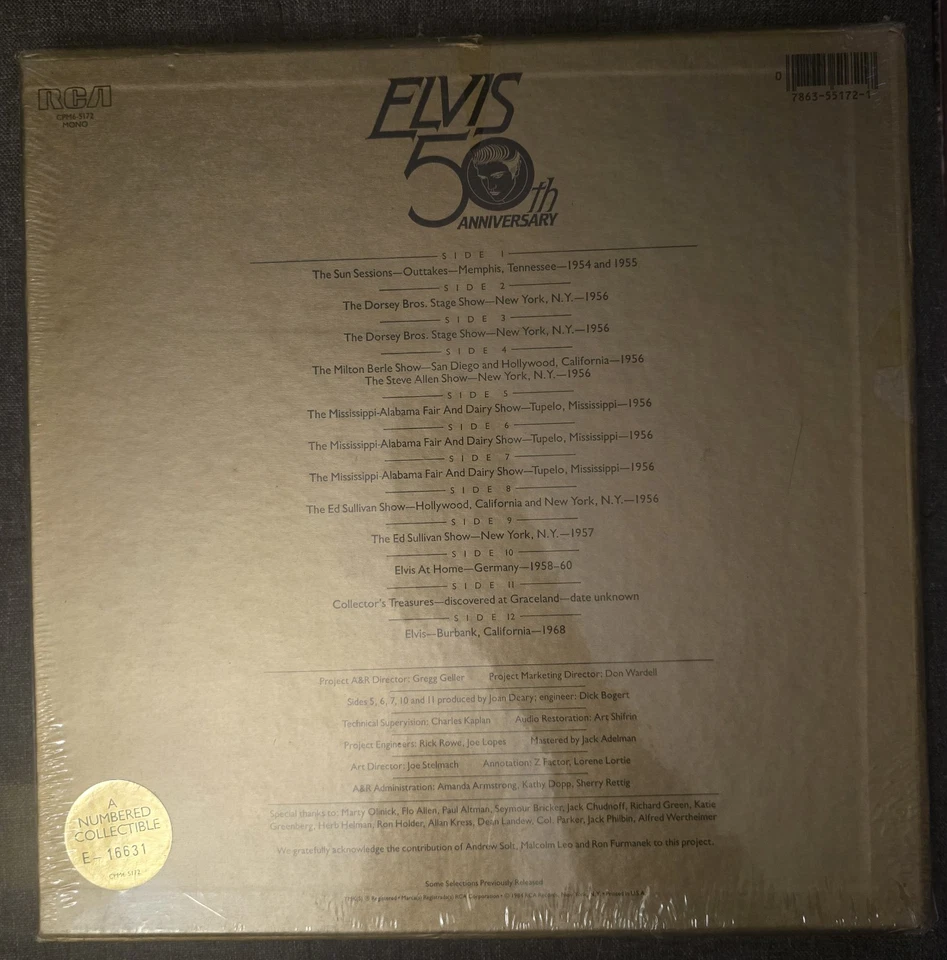 RCA
CPM6-5172
MONO
ELVIS
50th
ANNIVERSARY
0
7863-55172-1
SIDE 1
The Sun Sessions—Outtakes—Memphis, Tennessee—1954 and 1955
SIDE 2
The Dorsey Bros. Stage Show—New York, N.Y.—1956
SIDE 3
The Dorsey Bros. Stage Show—New York, N.Y.—1956
SIDE 4
The Milton Berle Show—San Diego and Hollywood, California—1956
The Steve Allen Show—New York, N.Y.—1956
SIDE 5
The Mississippi-Alabama Fair And Dairy Show—Tupelo, Mississippi—1956
SIDE 6
The Mississippi-Alabama Fair And Dairy Show—Tupelo, Mississippi—1956
SIDE 7
The Mississippi-Alabama Fair And Dairy Show—Tupelo, Mississippi—1956
SIDE 8
The Ed Sullivan Show—Hollywood, California and New York, N.Y.—1956
SIDE 9
The Ed Sullivan Show—New York, N.Y.—1957
SIDE 10
Elvis At Home—Germany—1958-60
SIDE 11
Collector's Treasures—discovered at Graceland—date unknown
SIDE 12
Elvis—Burbank, California—1968
Project A&R Director: Gregg Geller Project Marketing Director: Don Wardell
Sides 5, 6, 7, 10 and 11 produced by Joan Deary; engineer: Dick Bogert
Technical Supervition: Charles Kaplan Audio Restoration: Art Shifrin
Project Engineers: Rick Rowe, Joe Lopes Mastered by Jack Adelman
Art Director: Joe Stelmach Annotation: Z Factor, Lorene Lortie
A&R Administration: Amanda Armstrong, Kathy Dopp, Sherry Rettig
Special thanks to: Marty Olinick, Flo Allen, Paul Altman, Seymour Bricker, Jack Chudnoff, Richard Green, Katie
Greenberg, Herb Helman, Ron Holder, Allan Kress, Dean Landew, Col. Parker, Jack Philbin, Alfred Wertheimer
We gratefully acknowledge the contribution of Andrew Solt, Malcolm Leo and Ron Furmanek to this project.
Some Selections Previously Released
A
NUMBERED
COLLECTIBLE
E- 16631
CPM6-5172